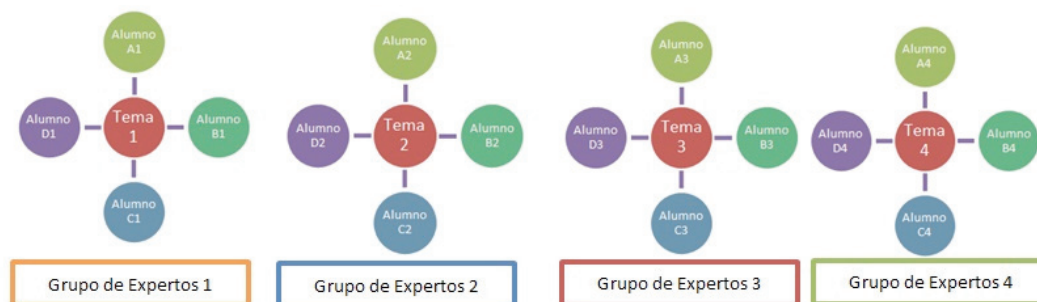 Alumno
A1
Alumno
D1
Tema
1
Alumno
B1
Alumno
C1
Grupo de Expertos 1
Alumno
A2
Alumno
D2
Tema
2
Alumno
B2
Alumno
C2
Grupo de Expertos 2
Alumno
A3
Alumno
D3
Tema
3
Alumno
B3
Alumno
C3
Grupo de Expertos 3
Alumno
A4
Alumno
D4
Tema
4
Alumno
B4
Alumno
C4
Grupo de Expertos 4